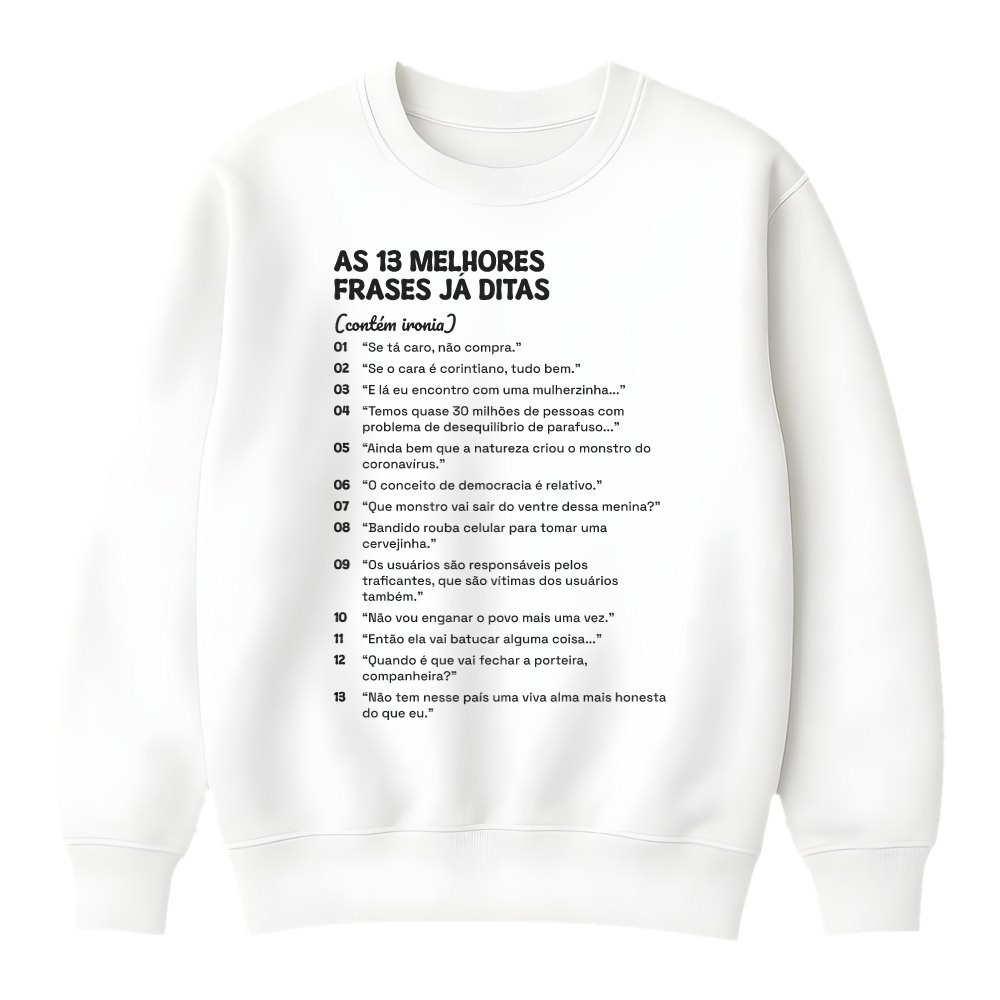 AS 13 MELHORES
FRASES JÁ DITAS
(contém ironia)
01 “Se tá caro, não compra.”
02 “Se o cara é corintiano, tudo bem.”
03 “E lá eu encontro com uma mulherzinha...”
04 “Temos quase 30 milhões de pessoas com
problema de desequilíbrio de parafuso...”
05 “Ainda bem que a natureza criou o monstro do
coronavírus.”
06 “O conceito de democracia é relativo.”
07 “Que monstro vai sair do ventre dessa menina?”
08 “Bandido rouba celular para tomar uma
cervejinha.”
09 “Os usuários são responsáveis pelos
traficantes, que são vítimas dos usuários
também.”
10 “Não vou enganar o povo mais uma vez.”
11 “Então ela vai batucar alguma coisa...”
12 “Quando é que vai fechar a porteira,
companheira?”
13 “Não tem nesse país uma viva alma mais honesta
do que eu.”